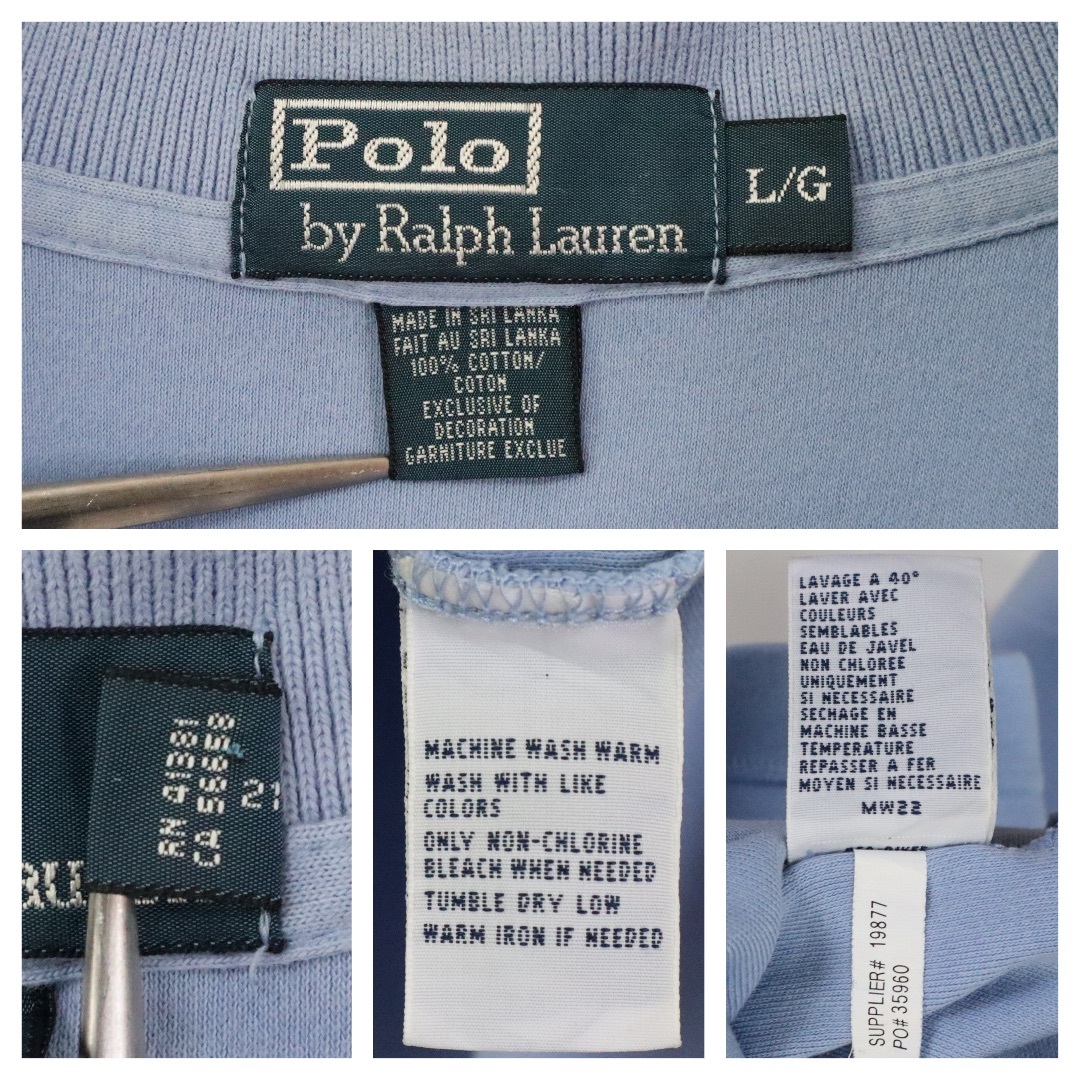 Polo
by Ralph Lauren
L/G
MADE IN SRI LANKA
FAIT AU SRI LANKA
100% COTTON/
COTON
EXCLUSIVE OF
DECORATION
GARNITURE EXCLUE
RN 41381
21
MACHINE WASH WARM
WASH WITH LIKE
COLORS
ONLY NON-CHLORINE
BLEACH WHEN NEEDED
TUMBLE DRY LOW
WARM IRON IF NEEDED
LAVAGE A 40°
LAVER AVEC
COULEURS
SEMBLABLES
EAU DE JAVEL
NON CHLOREE
UNIQUEMENT
SI NECESSAIRE
SECHAGE EN
MACHINE BASSE
TEMPERATURE
REPASSER A FER
MOYEN SI NECESSAIRE
MW22
SUPPLIER# 19877
PO# 35960